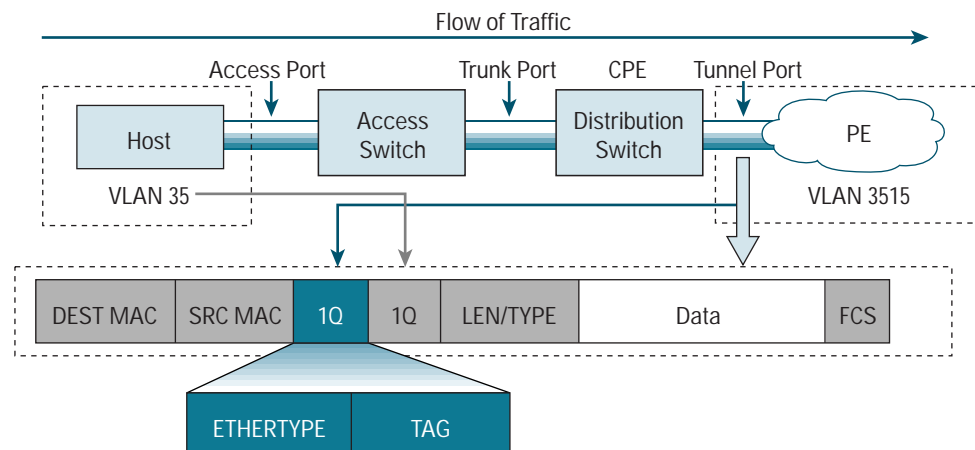 Flow of Traffic
Access Port
Trunk Port
CPE
Tunnel Port
Host
Access
Switch
Distribution
Switch
PE
VLAN 35
VLAN 3515
DEST MAC
SRC MAC
1Q
1Q
LEN/TYPE
Data
FCS
ETHERTYPE
TAG